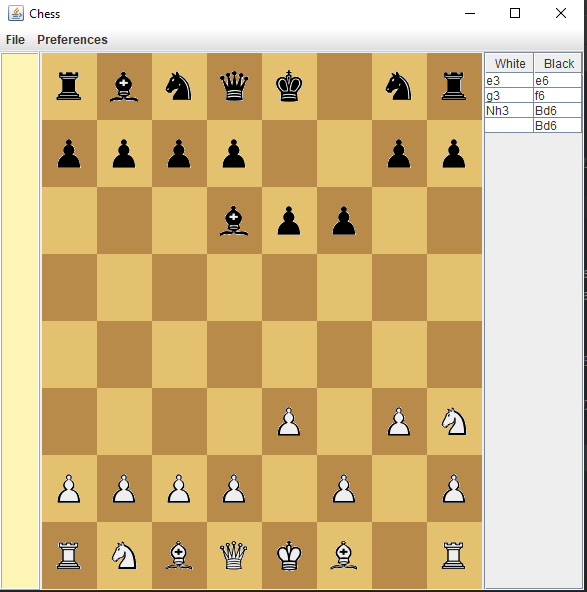 Chess
File Preferences
White Black
e3 e6
g3 f6
Nh3 Bd6
Bd6